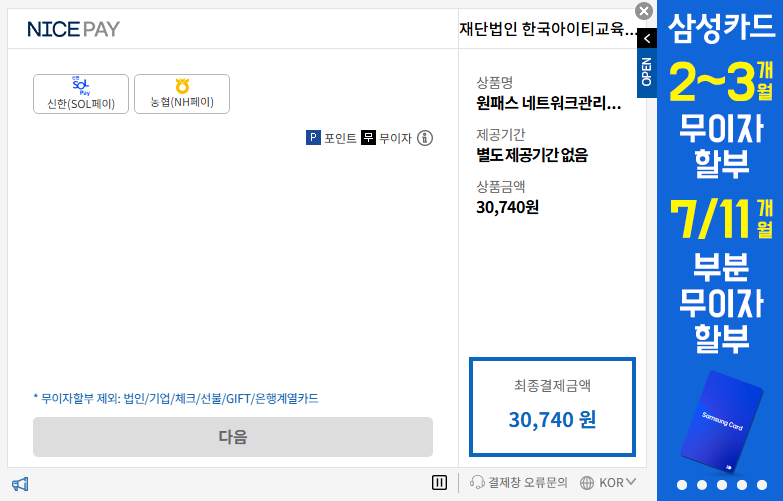 NICEPAY
재단법인 한국아이티교육...
신한 SOL Pay
신한(SOL페이)
농협(NH페이)
P 포인트 무 무이자
상품명
원패스 네트워크관리...
제공기간
별도 제공기간 없음
상품금액
30,740원
* 무이자할부 제외: 법인/기업/체크/선불/GIFT/은행계열카드
다음
최종결제금액
30,740 원
결제창 오류문의
KOR
OPEN
삼성카드
2~3개월
무이자
할부
7/11개월
부분
무이자
할부
Samsung Card